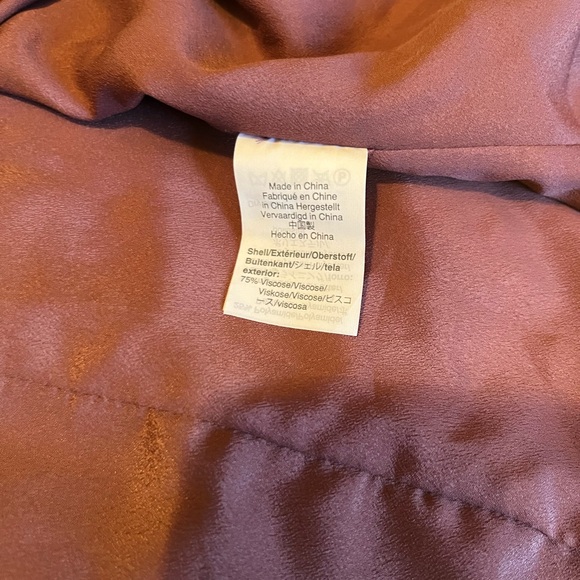 Made in China
Fabriqué en Chine
in China Hergestellt
Vervaardigd in China
中国製
Hecho en China
Shell/Extérieur/Oberstoff/
Buitenkant/シェル/tela
exterior:
75% Viscose/Viscose/
Viskose/Viscose/ビスコ
ース/viscosa